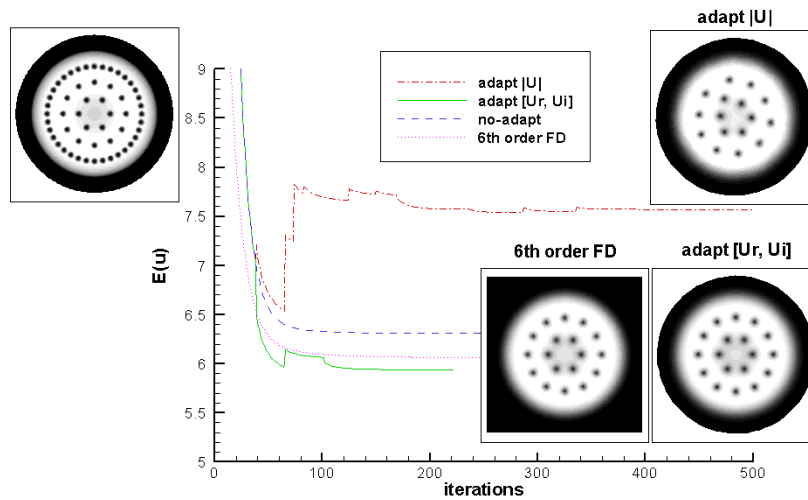 adapt |U|
9
8.5
8
7.5
7
6.5
6
5.5
5
E(u)
adapt |U|
adapt [Ur, Ui]
no-adapt
6th order FD
6th order FD
adapt [Ur, Ui]
0
100
200
300
400
500
iterations